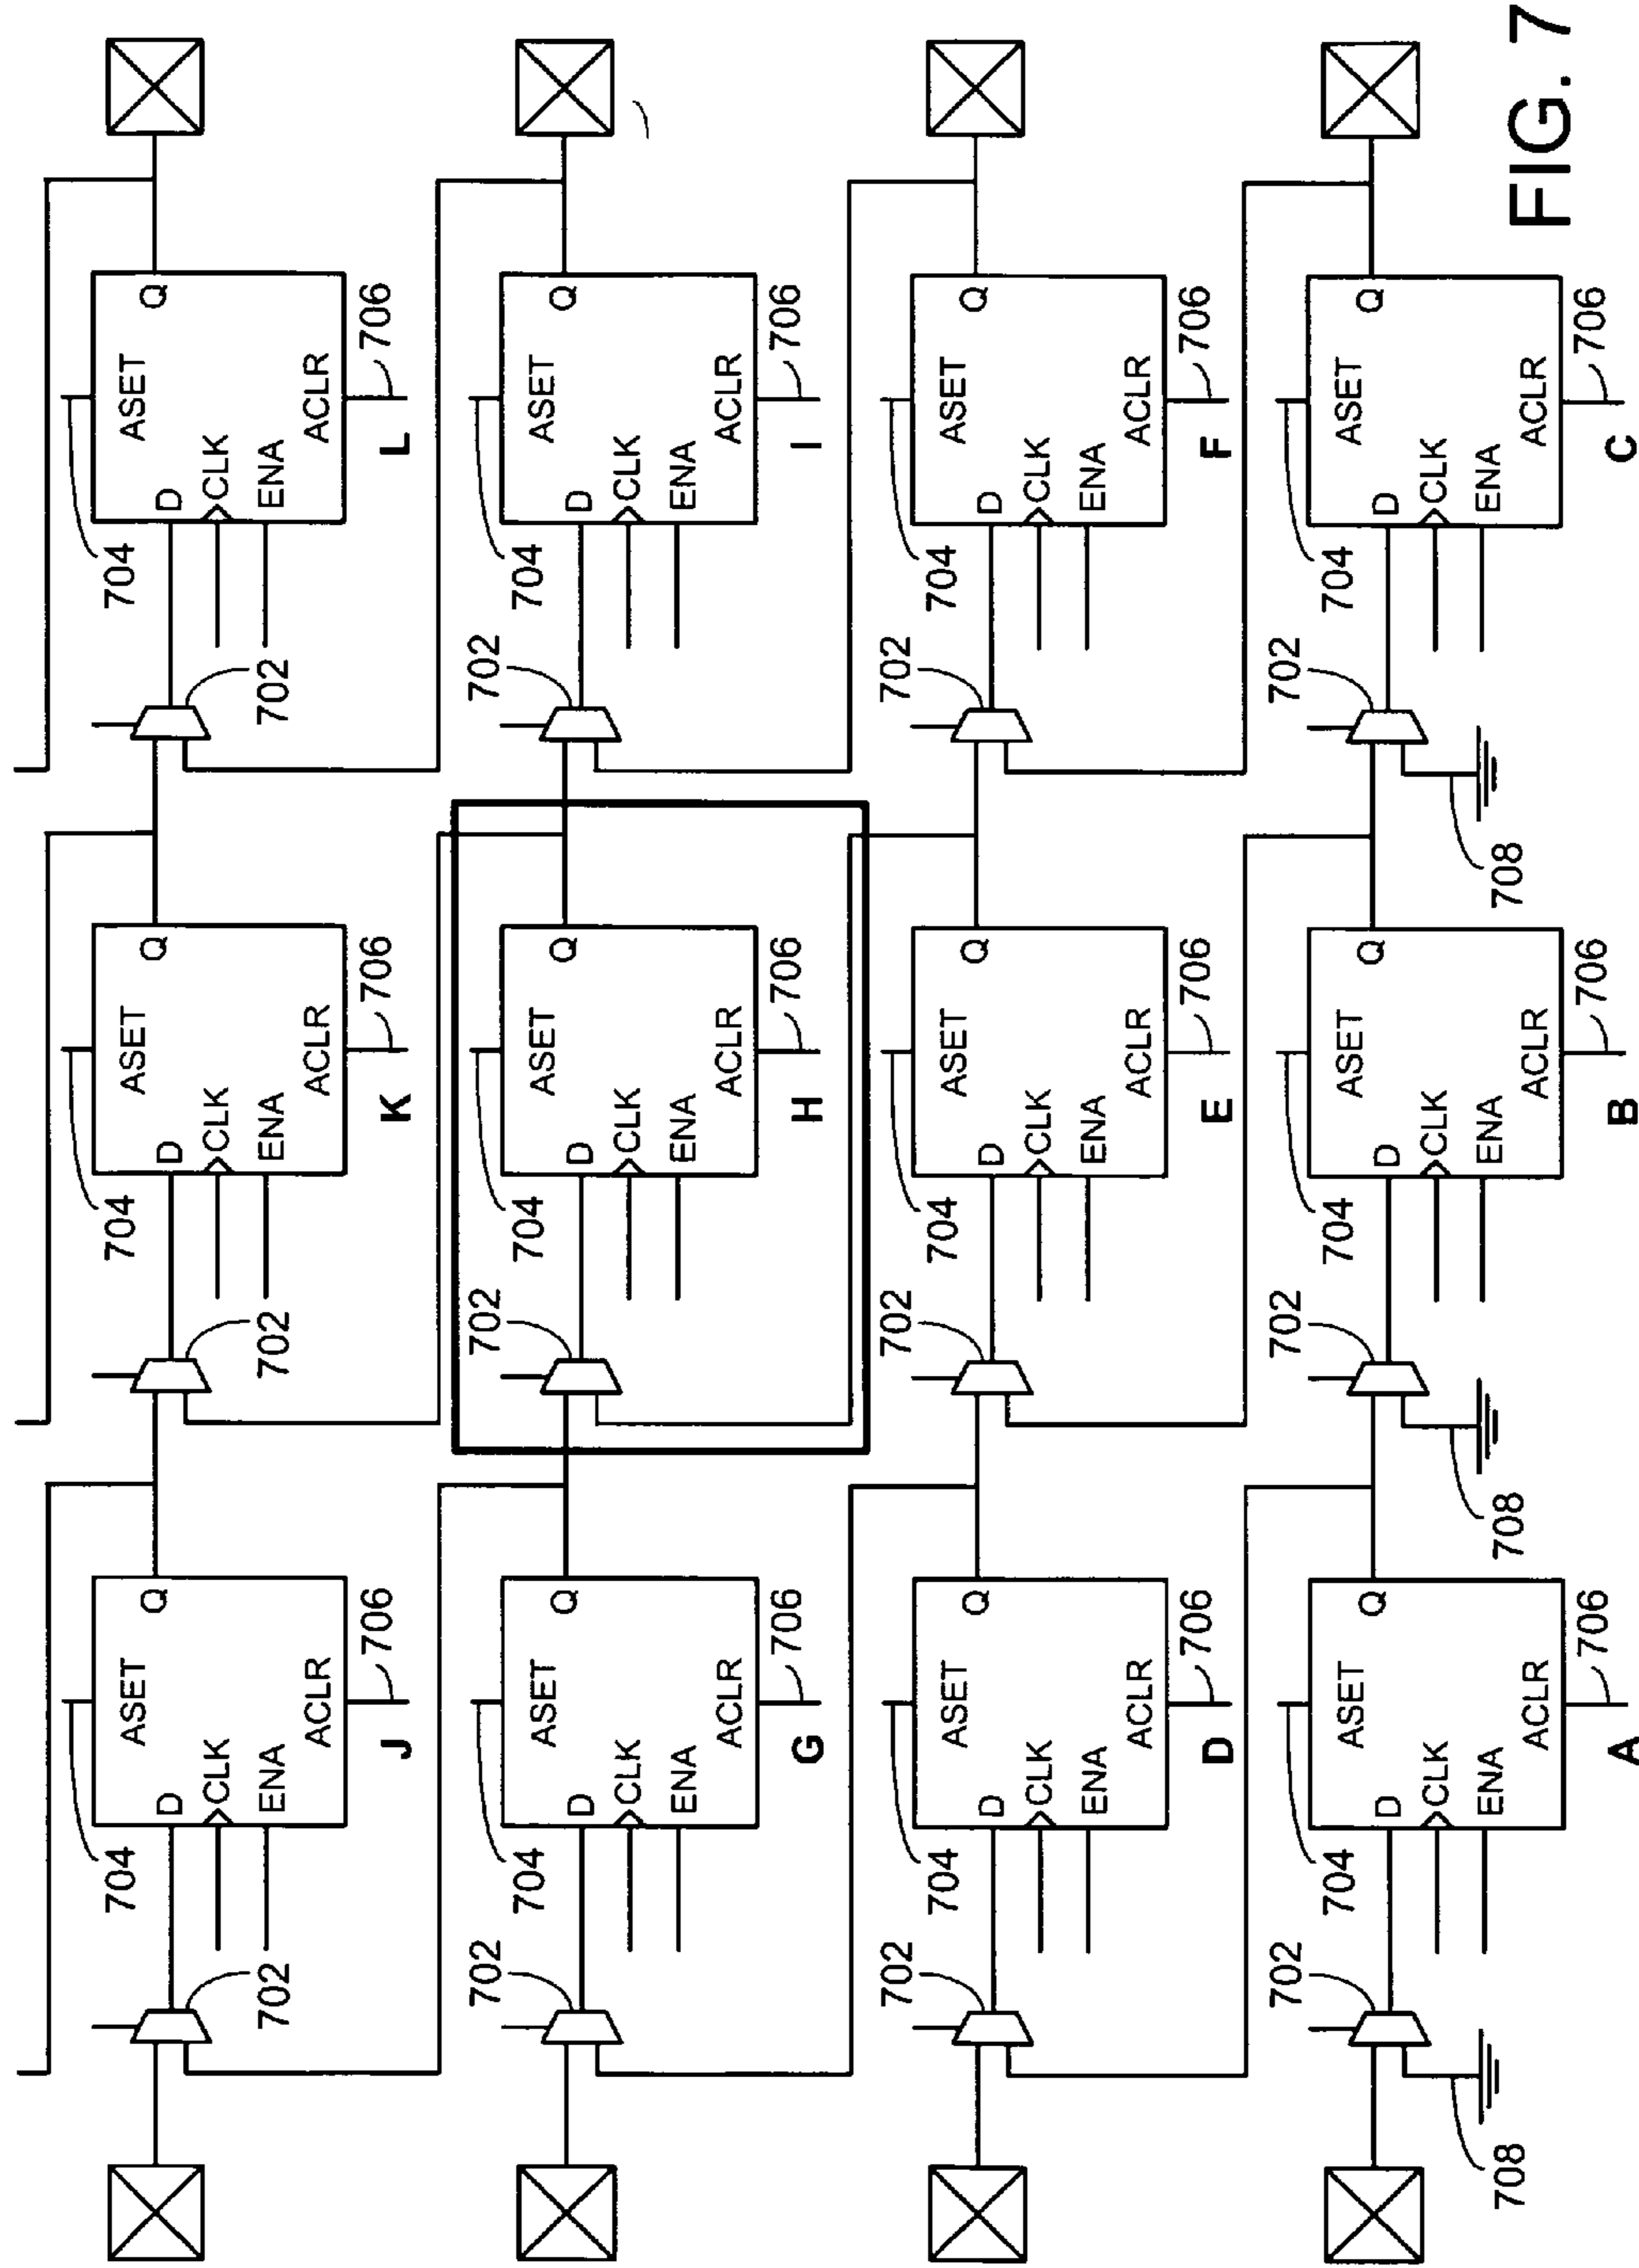 704 ASET 704 ASET 704 ASET
D Q D Q D Q
CLK CLK CLK
702 ENA 702 ENA 702 ENA
ACLR ACLR ACLR
706 706 706
J K L
702 702 702
704 ASET 704 ASET 704 ASET
D Q D Q D Q
CLK CLK CLK
ENA ENA ENA
ACLR ACLR ACLR
706 706 706
G H I
702 702 702
704 ASET 704 ASET 704 ASET
D Q D Q D Q
CLK CLK CLK
ENA ENA ENA
ACLR ACLR ACLR
706 706 706
D E F
702 702 702
704 ASET 704 ASET 704 ASET
D Q D Q D Q
CLK CLK CLK
ENA ENA ENA
708 ACLR 708 ACLR 708 ACLR
706 706 706
A B C
FIG. 7